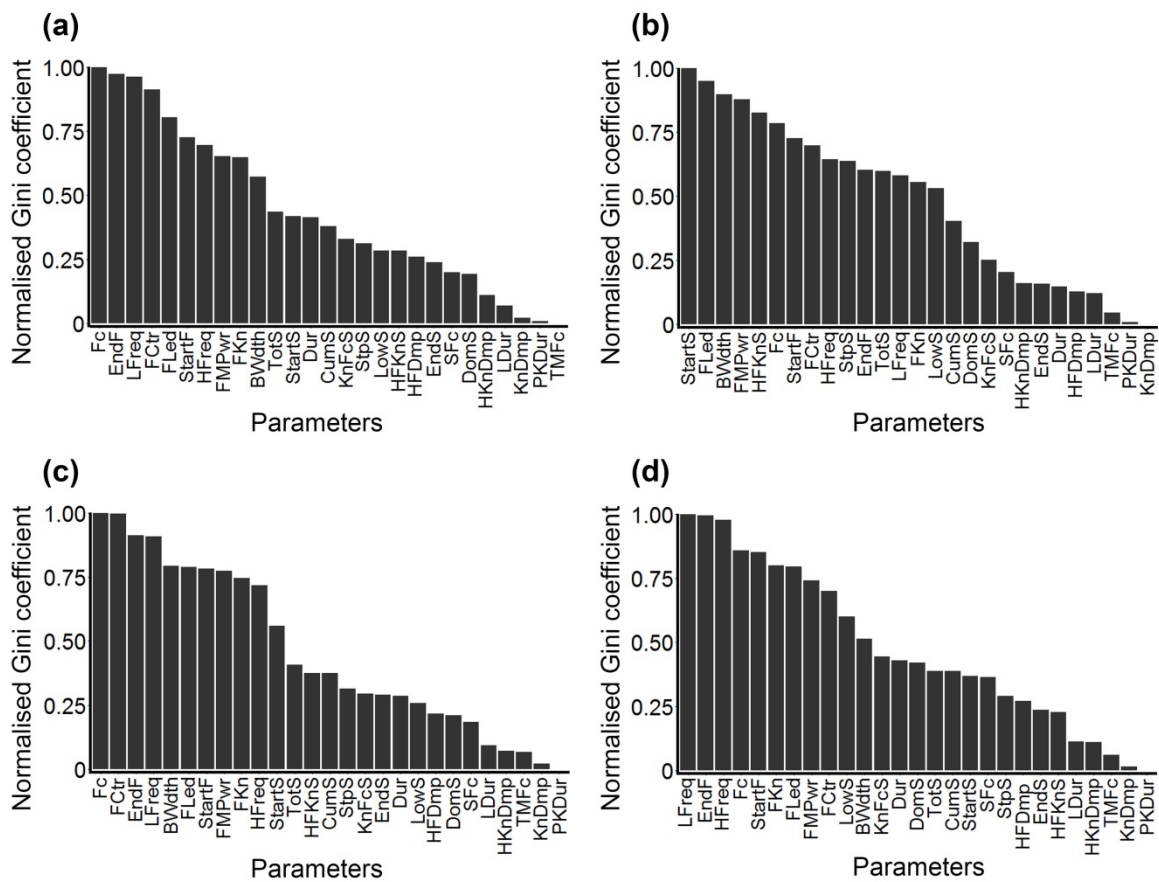 (a)
Normalised Gini coefficient
1.00
0.75
0.50
0.25
0
Fc EndF LFreq FCtr FLed StartF HFreq FMPwr FKn BWdth TotS StartS Dur CumS KnFcS StpS LowS HFKnS HFDmp EndS SFc DomS HKnDmp LDur KnDmp PKDur TMFc
Parameters
(b)
Normalised Gini coefficient
1.00
0.75
0.50
0.25
0
StartS FLed BWdth FMPwr HFKnS Fc StartF FCtr HFreq StpS EndF TotS LFreq FKn LowS CumS DomS KnFcS SFc HKnDmp EndS Dur HFDmp LDur TMFc PKDur KnDmp
Parameters
(c)
Normalised Gini coefficient
1.00
0.75
0.50
0.25
0
Fc FCtr EndF LFreq BWdth FLed StartF FMPwr FKn HFreq StartS TotS HFKnS CumS StpS KnFcS EndS Dur LowS HFDmp DomS SFc LDur HKnDmp TMFc KnDmp PKDur
Parameters
(d)
Normalised Gini coefficient
1.00
0.75
0.50
0.25
0
LFreq EndF HFreq Fc StartF FKn FLed FMPwr FCtr LowS BWdth KnFcS Dur DomS TotS CumS StartS SFc StpS HFDmp EndS HFKnS LDur HKnDmp TMFc KnDmp PKDur
Parameters